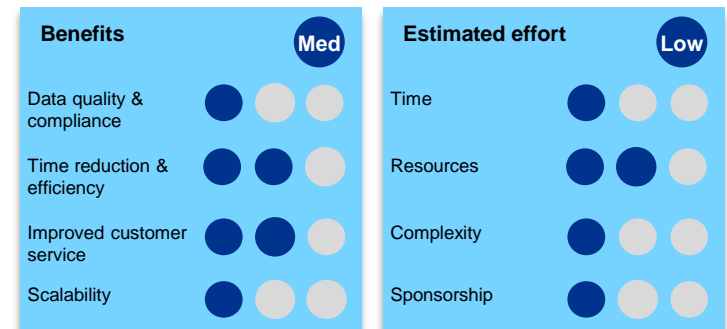 Benefits
Med
Data quality &
compliance
Time reduction &
efficiency
Improved customer
service
Scalability
Estimated effort
Low
Time
Resources
Complexity
Sponsorship